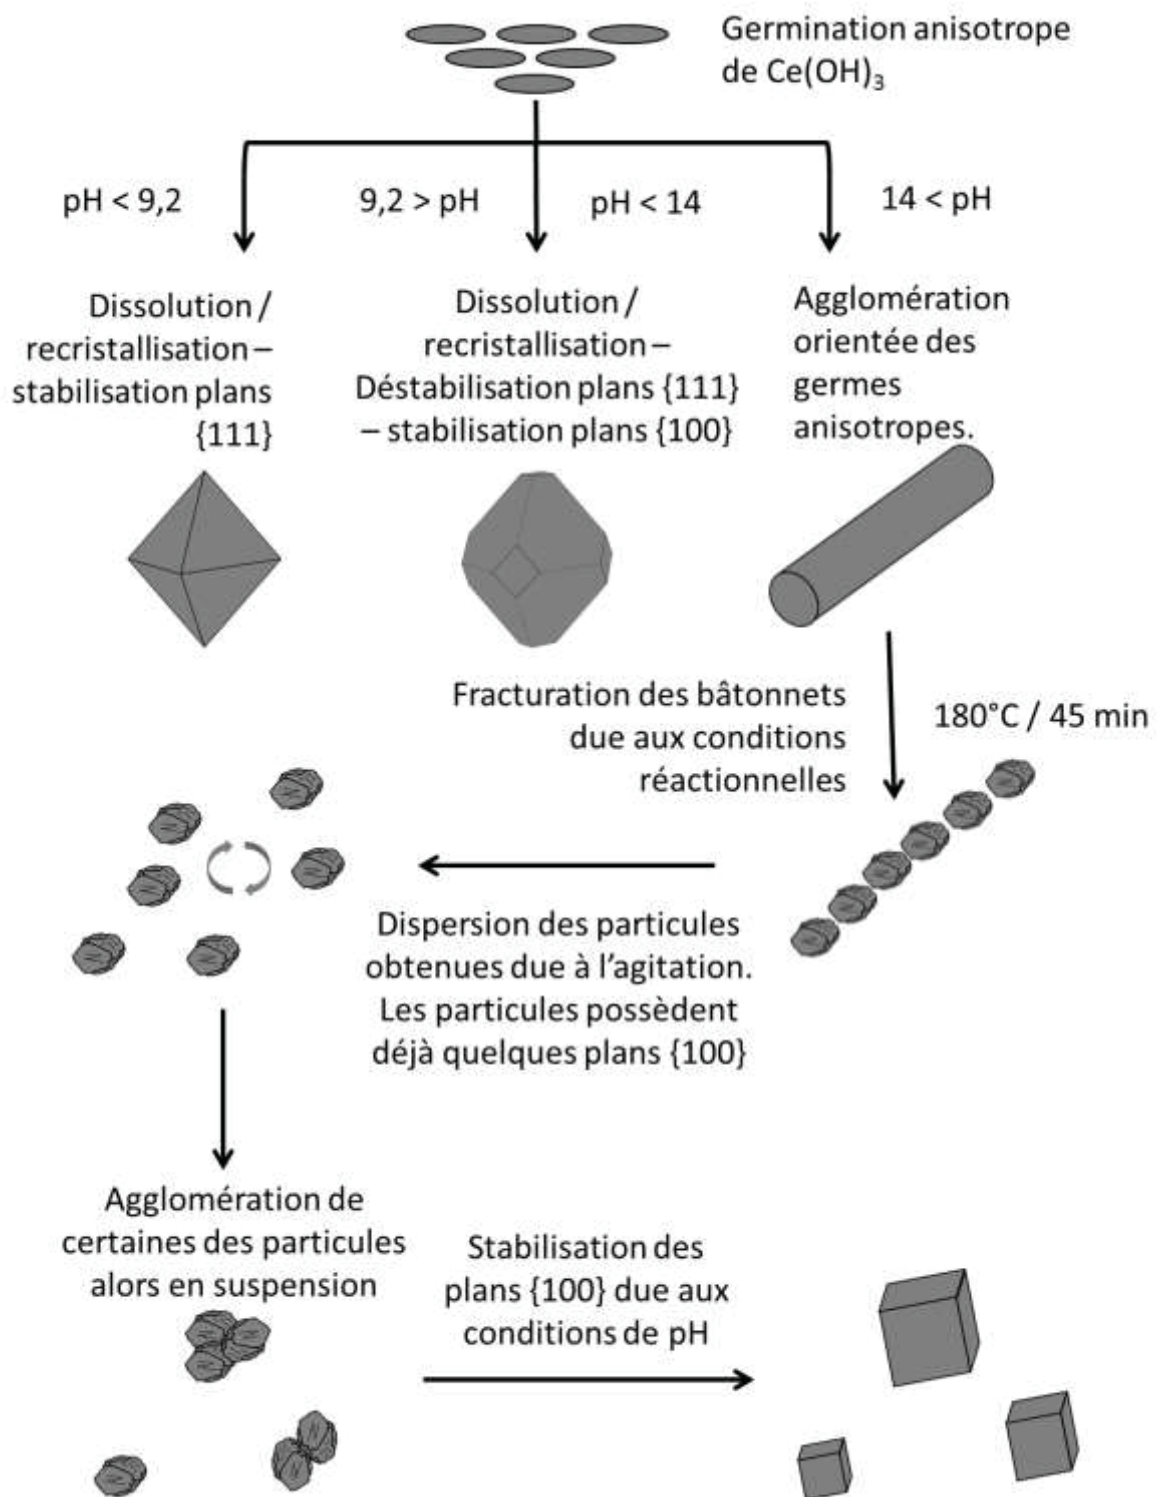 Germination anisotrope
de Ce(OH)₃
pH < 9,2
9,2 > pH
pH < 14
14 < pH
Dissolution /
recristallisation –
stabilisation plans
{111}
Dissolution /
recristallisation –
Déstabilisation plans {111}
– stabilisation plans {100}
Agglomération
orientée des
germes
anisotropes.
Fracturation des bâtonnets
due aux conditions
réactionnelles
180°C / 45 min
Dispersion des particules
obtenues due à l'agitation.
Les particules possèdent
déjà quelques plans {100}
Agglomération de
certaines des particules
alors en suspension
Stabilisation des
plans {100} due aux
conditions de pH